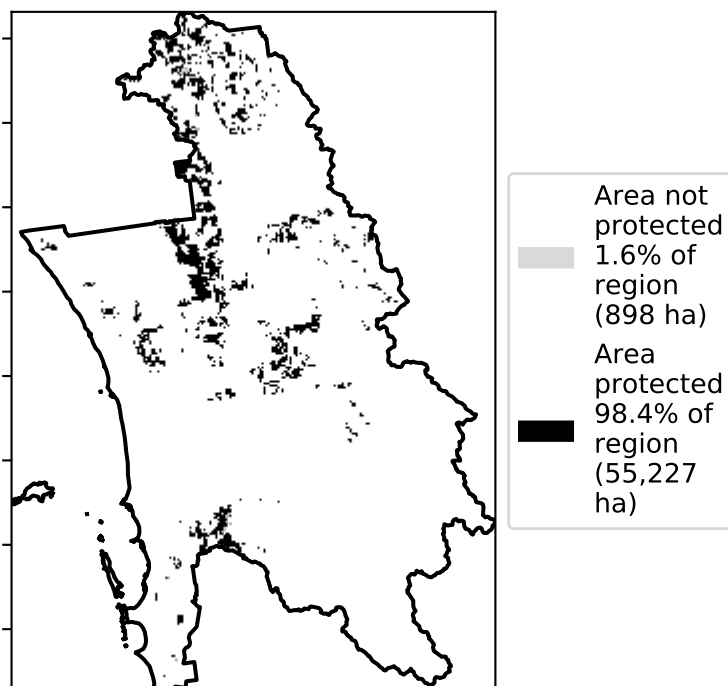 Area not
protected
1.6% of
region
(898 ha)
Area
protected
98.4% of
region
(55,227
ha)